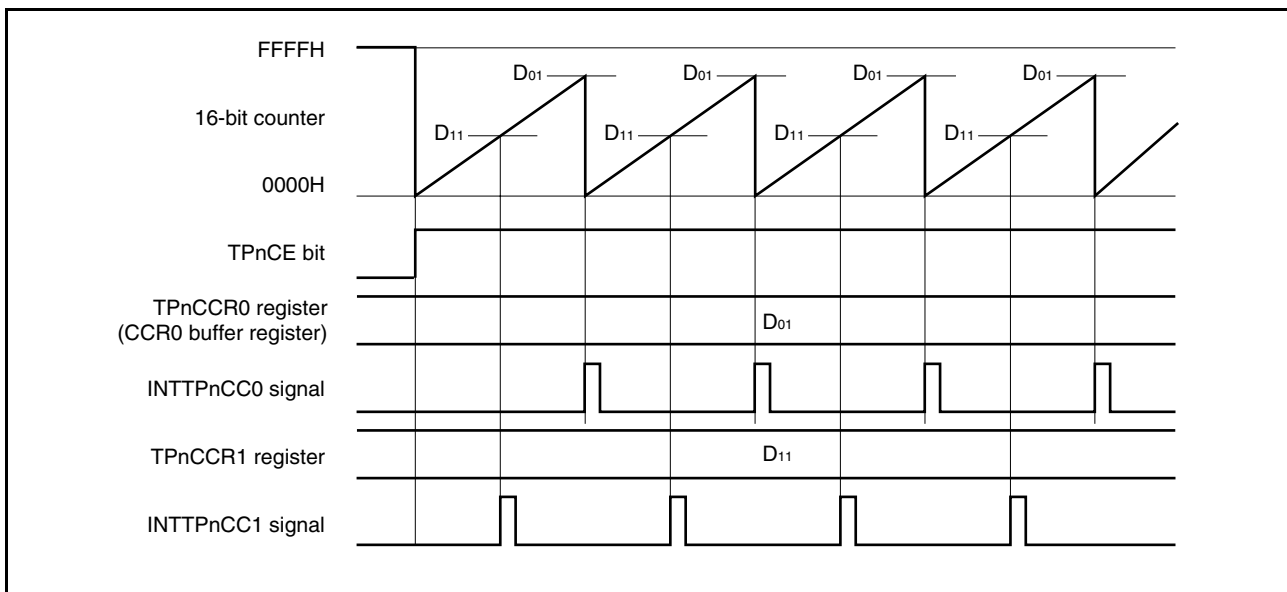 FFFFH
D01 D01 D01 D01
16-bit counter
D11 D11 D11 D11
0000H
TPnCE bit
TPnCCR0 register
(CCR0 buffer register)
D01
INTTPnCC0 signal
TPnCCR1 register
D11
INTTPnCC1 signal